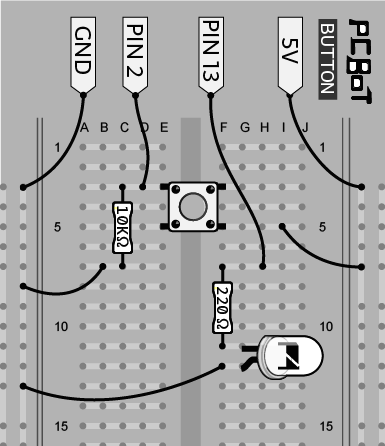 GND
PIN 2
PIN 13
5V
BUTTON
PCBOT
A B C D E F G H I J
1 1
5 5
10KΩ
220Ω
10 10
15 15